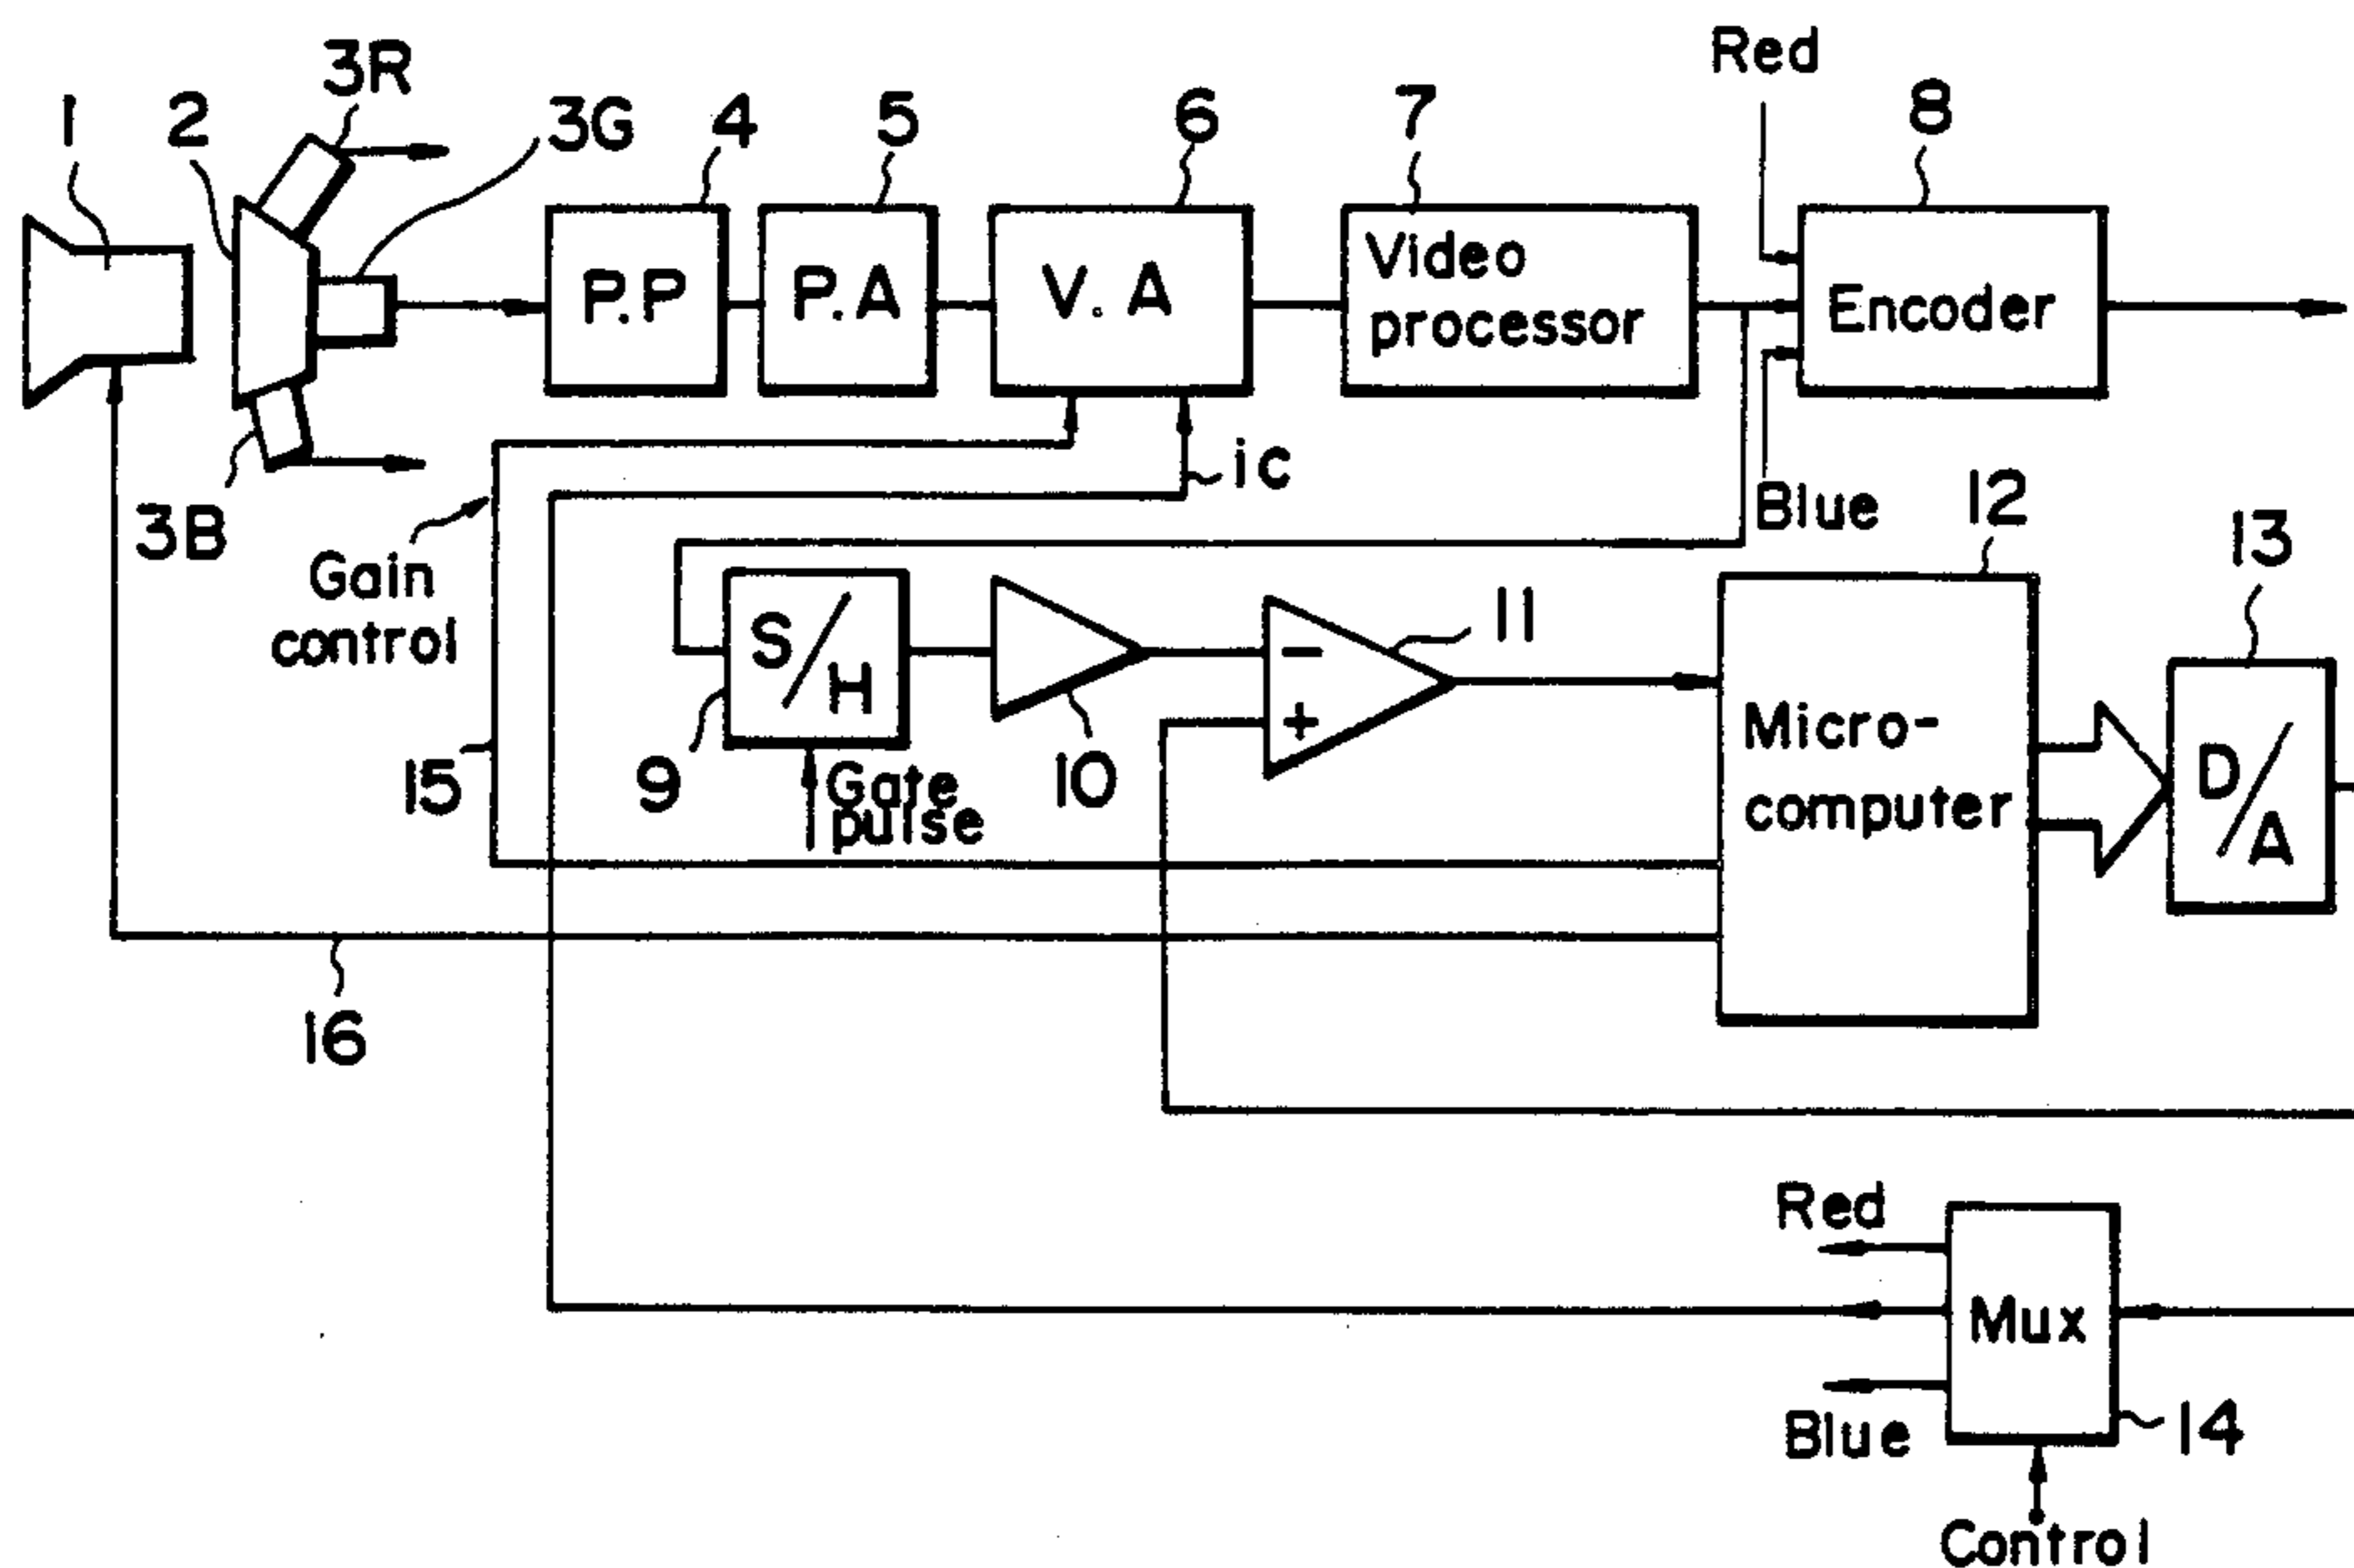 Red
3R
1
2
3G
4
5
6
7
8
P.P
P.A
V.A
Video
processor
Encoder
ic
3B
Blue
12
13
Gain
control
S/H
11
9
10
Micro-
computer
D/A
15
Gate
pulse
16
Red
Mux
Blue
14
Control
−
+